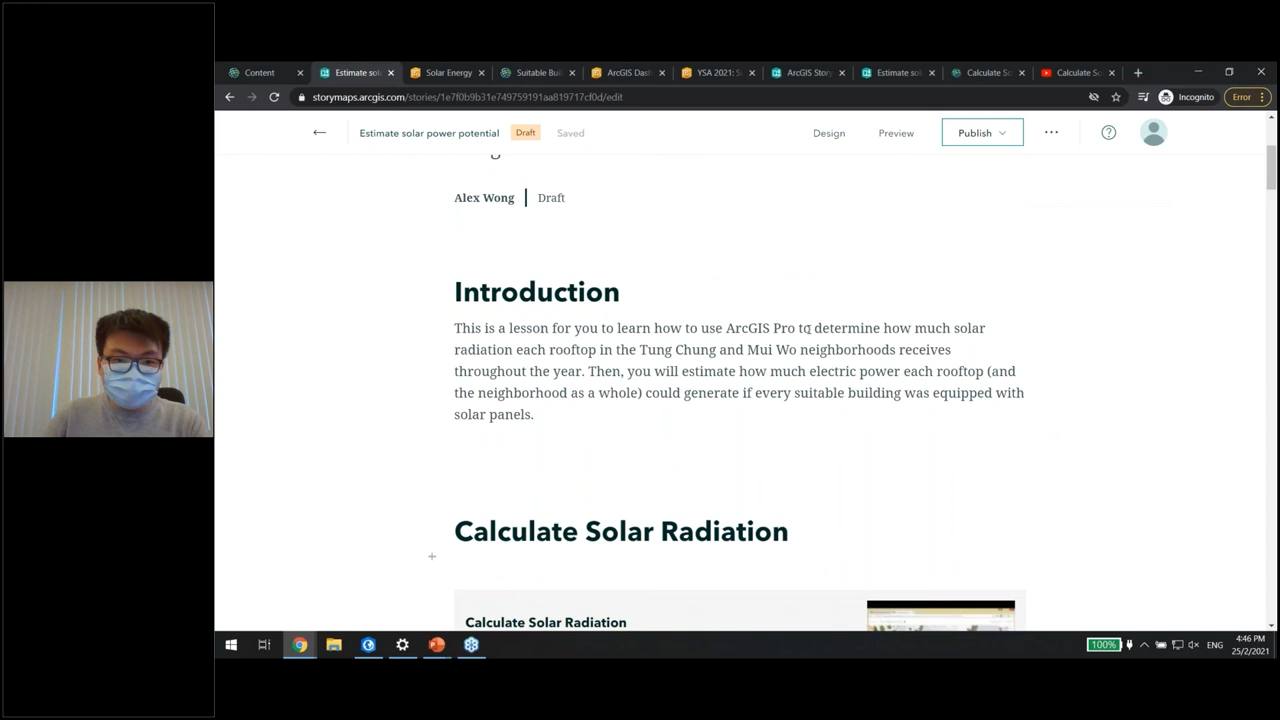 Content
Estimate sol
Solar Energy
Suitable Bui
ArcGIS Dash
YSA 2021: S
ArcGIS Story
Estimate so
Calculate So
Calculate So
storymaps.arcgis.com/stories/1e7f0b9b31e749759191aa819717cf0d/edit
Incognito
Error
Estimate solar power potential
Draft
Saved
Design
Preview
Publish
Alex Wong
Draft
Introduction
This is a lesson for you to learn how to use ArcGIS Pro to determine how much solar
radiation each rooftop in the Tung Chung and Mui Wo neighborhoods receives
throughout the year. Then, you will estimate how much electric power each rooftop (and
the neighborhood as a whole) could generate if every suitable building was equipped with
solar panels.
Calculate Solar Radiation
Calculate Solar Radiation
100%
ENG
4:46 PM
25/2/2021